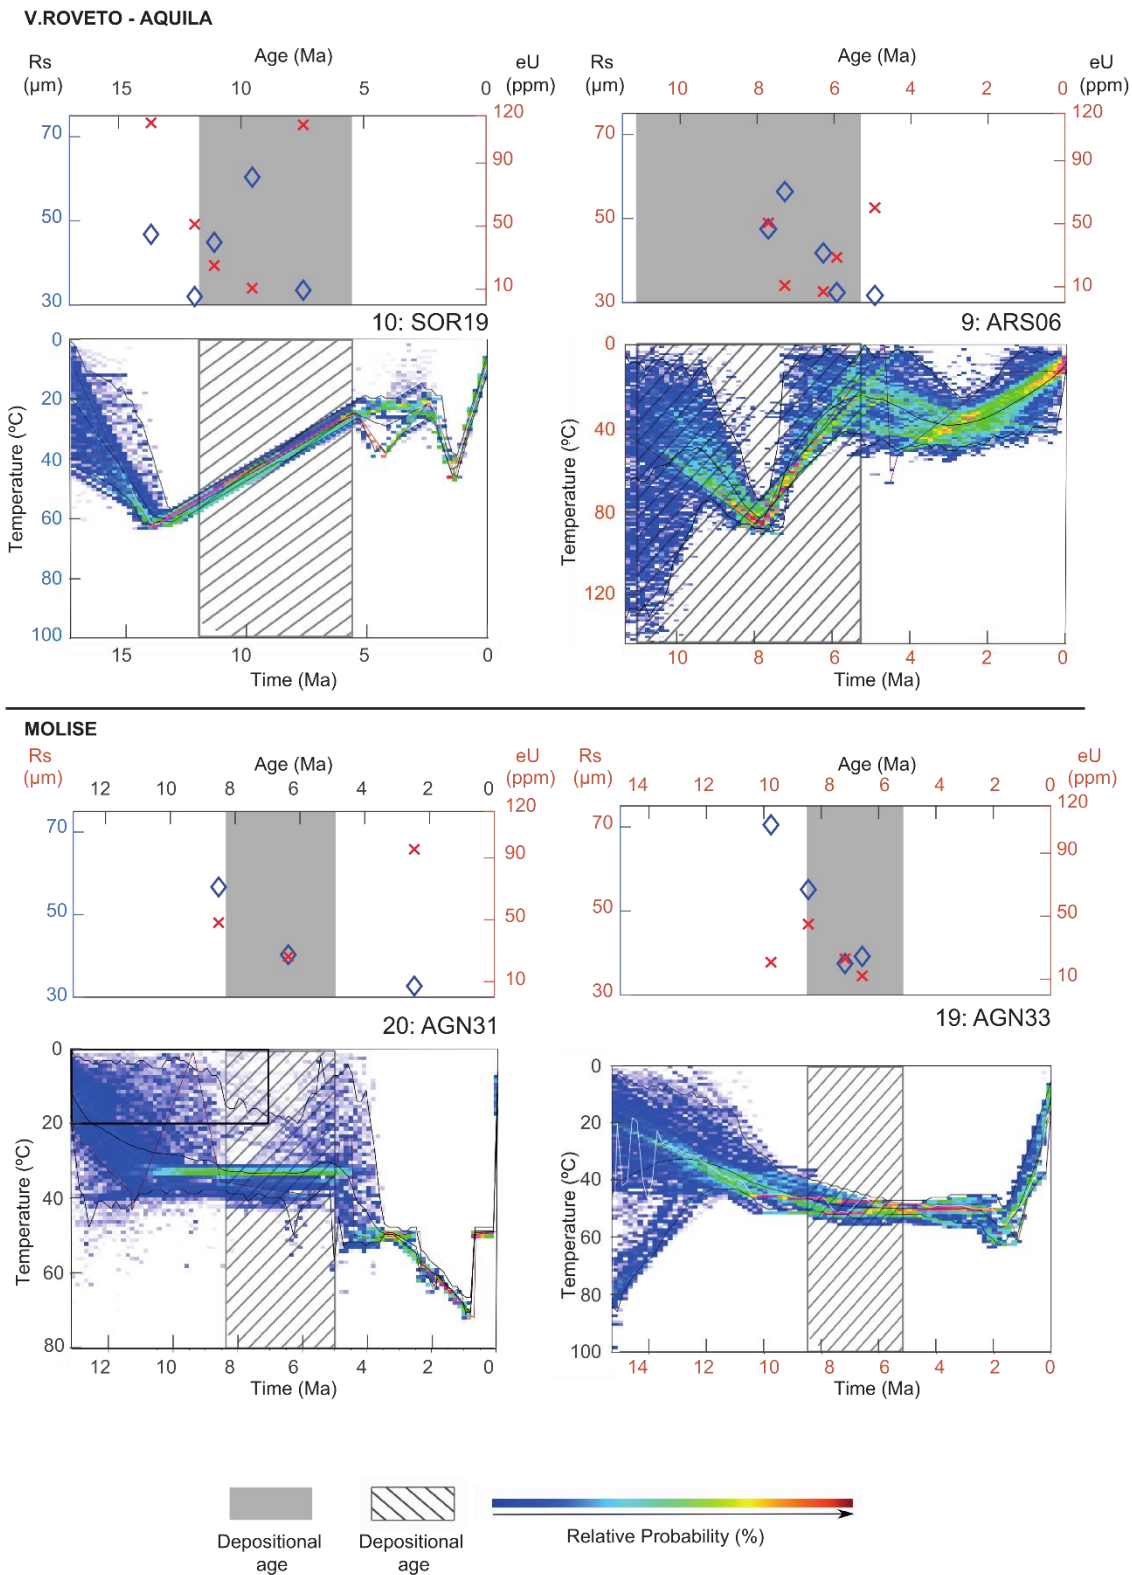 V.ROVETO - AQUILA
Rs
(µm)
Age (Ma)
eU
(ppm)
15 10 5 0
70
50
30
120
90
50
10
10: SOR19
0
20
40
60
80
100
Temperature (ºC)
15 10 5 0
Time (Ma)
Rs
(µm)
Age (Ma)
eU
(ppm)
10 8 6 4 2 0
70
50
30
120
90
50
10
9: ARS06
0
40
80
120
Temperature (ºC)
10 8 6 4 2 0
Time (Ma)
MOLISE
Rs
(µm)
Age (Ma)
eU
(ppm)
12 10 8 6 4 2 0
70
50
30
120
90
50
10
20: AGN31
0
20
40
60
80
Temperature (ºC)
12 10 8 6 4 2 0
Time (Ma)
Rs
(µm)
Age (Ma)
eU
(ppm)
14 12 10 8 6 4 2 0
70
50
30
120
90
50
10
19: AGN33
0
20
40
60
80
100
Temperature (ºC)
14 12 10 8 6 4 2 0
Time (Ma)
Depositional
age
Depositional
age
Relative Probability (%)